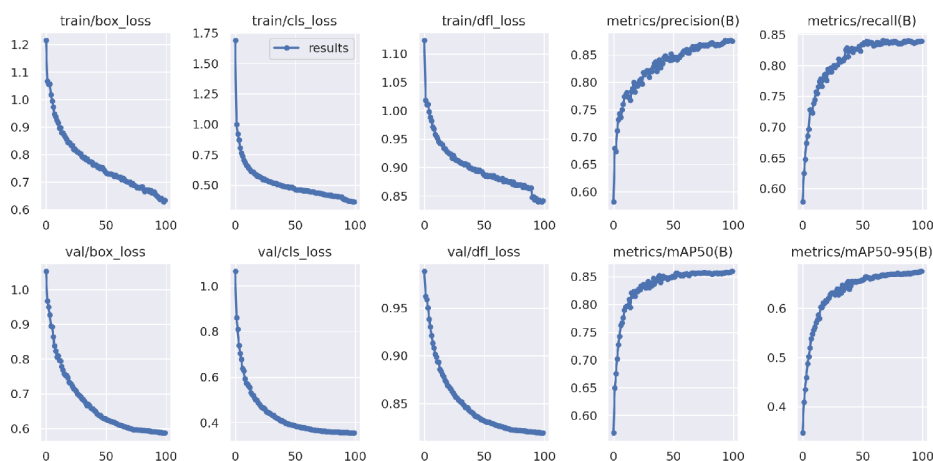 train/box_loss
train/cls_loss
train/dfl_loss
metrics/precision(B)
metrics/recall(B)
1.2
1.1
1.0
0.9
0.8
0.7
0.6
0 50 100
1.75
1.50
1.25
1.00
0.75
0.50
results
0 50 100
1.10
1.05
1.00
0.95
0.90
0.85
0 50 100
0.85
0.80
0.75
0.70
0.65
0.60
0 50 100
0.85
0.80
0.75
0.70
0.65
0.60
0 50 100
val/box_loss
val/cls_loss
val/dfl_loss
metrics/mAP50(B)
metrics/mAP50-95(B)
1.0
0.9
0.8
0.7
0.6
0 50 100
1.0
0.8
0.6
0.4
0 50 100
0.95
0.90
0.85
0 50 100
0.85
0.80
0.75
0.70
0.65
0.60
0 50 100
0.6
0.5
0.4
0 50 100